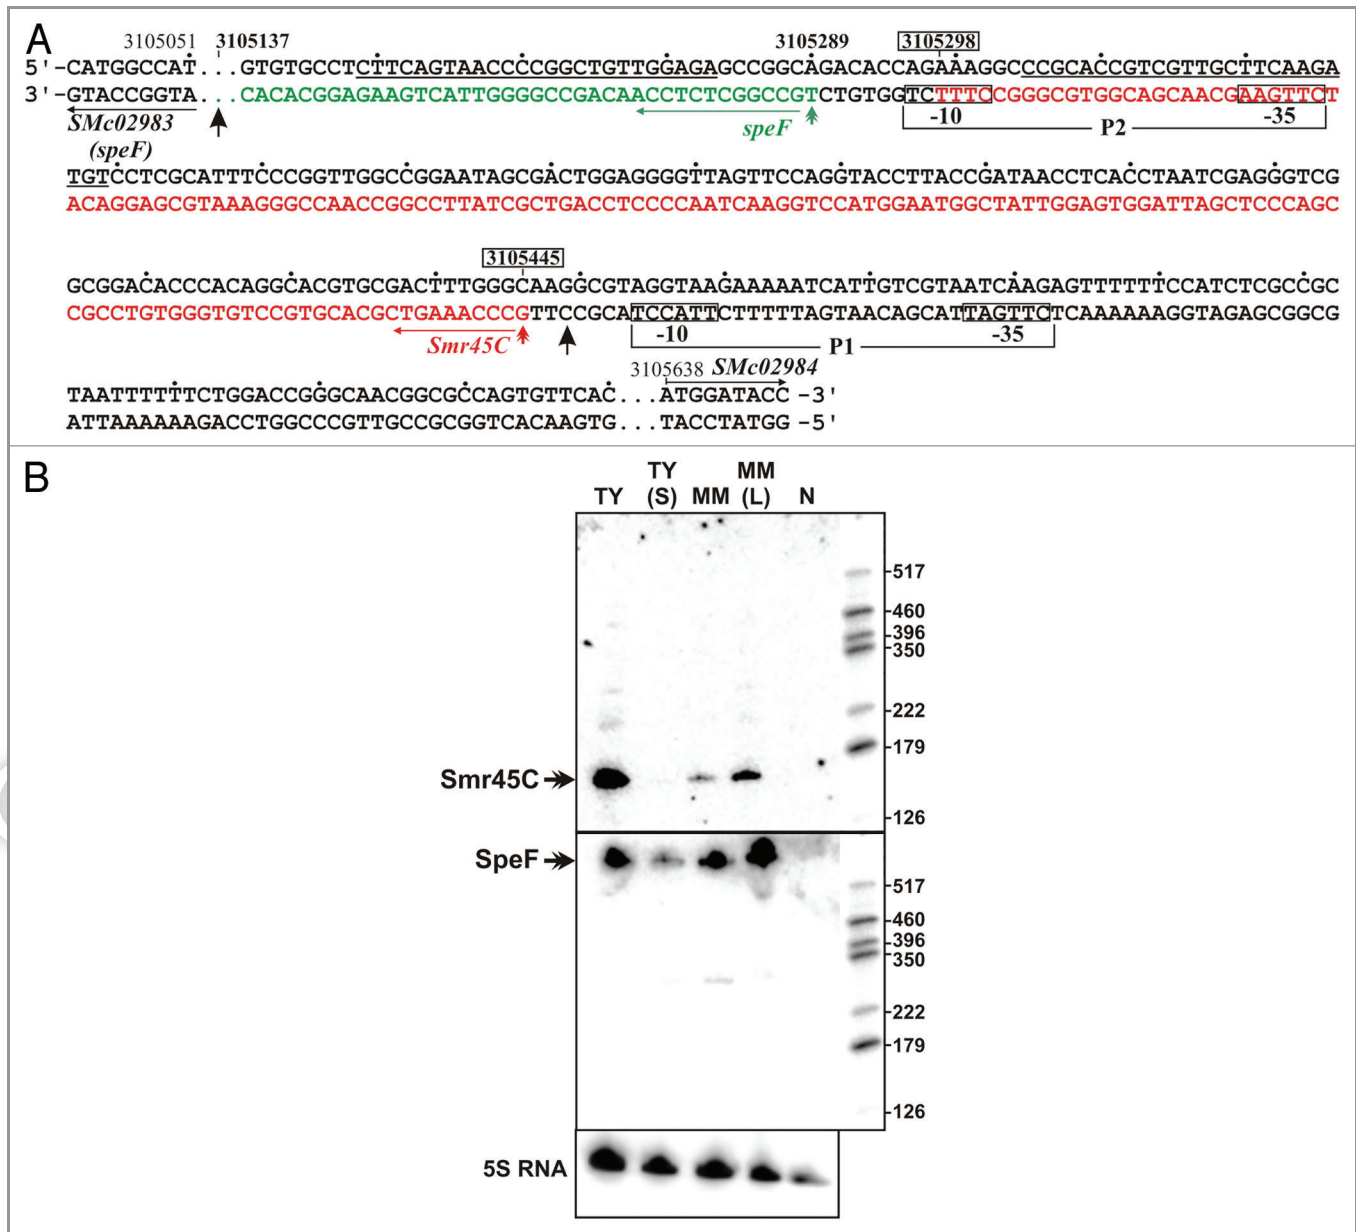 A
3105051 3105137 3105289 3105298
5'-CATGGCCAT...GTGTGCCTCCTTCAGTAACCCCCGGCTGTTGGAGAGCCGGCAGACACCAGAAAGGCCCGCACCGTCGTTGCTTCAAGA
3'-GTACCGGTA...CACACGGAGAAGTCATTGGGGCCGACAACCTCTCGGCCGTCTGTGGTCTTTCCGGGCGTGGCAGCAACGAAGTTCT
SMc02983 speF -10 P2 -35
(speF)
TGTCCTCGCATTTCCCGGTTGGCCGGAATAGCGACTGGAGGGGTTAGTTCCAGGTACCTTACCGATAACCTCACCTAATCGAGGGTCG
ACAGGAGCGTAAAGGGCCAACCGGCCTTATCGCTGACCTCCCCAATCAAGGTCCATGGAATGGCTATTGGAGTGGATTAGCTCCCAGC
3105445
GCGGACACCCACAGGCACGTGCGACTTTGGGCAAGGCGTAGGTAAGAAAAATCATTGTCGTAATCAAGAGTTTTTTCCATCTCGCCGC
CGCCTGTGGGTGTCCGTGCACGCTGAAACCCGTTCCGCATCCATTCTTTTTAGTAACAGCATTAGTTCTCAAAAAAGGTAGAGCGGCG
Smr45C -10 P1 -35
3105638 SMc02984
TAATTTTTTCTGGACCGGGCAACGGCGCCAGTGTTCAC...ATGGATACC -3'
ATTAAAAAAGACCTGGCCCGTTGCCGCGGTCACAAGTG...TACCTATGG -5'
B
TY TY (S) MM MM (L) N
517
460
396
350
222
179
Smr45C
126
SpeF
517
460
396
350
222
179
126
5S RNA